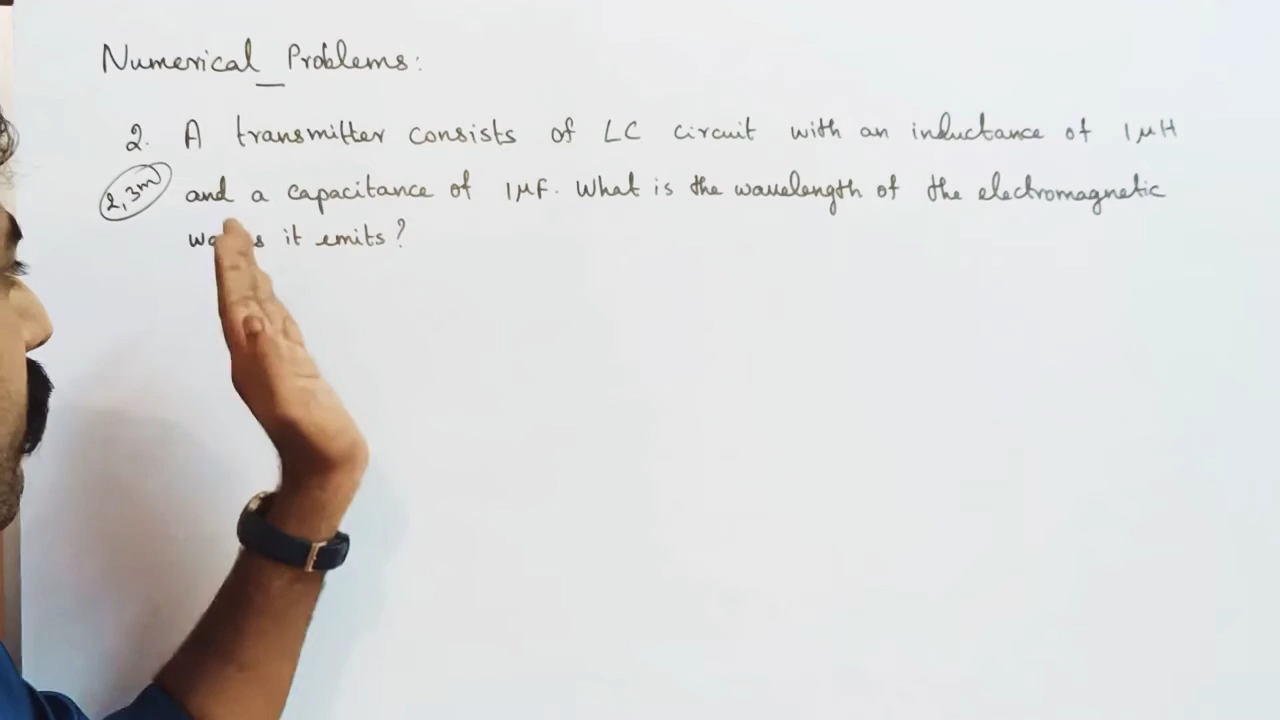 Numerical Problems:
2. A transmitter consists of LC circuit with an inductance of 1μH
2,3m and a capacitance of 1μF. What is the wavelength of the electromagnetic
it emits?